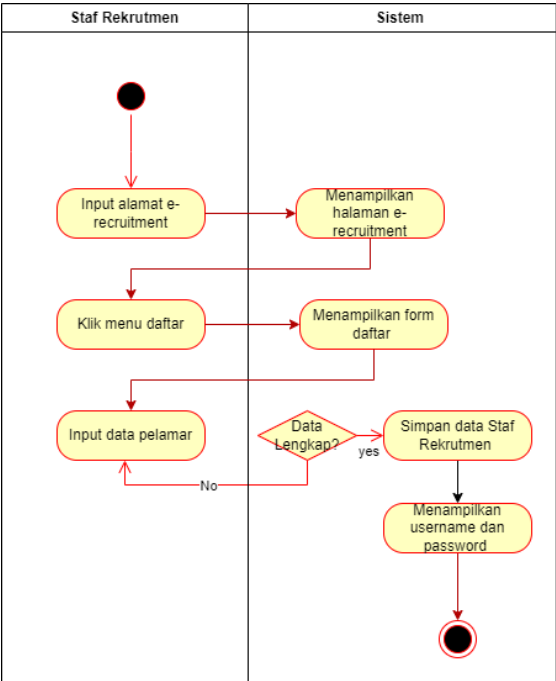 Staf Rekrutmen
Sistem
Input alamat e-
recruitment
Menampilkan
halaman e-
recruitment
Klik menu daftar
Menampilkan form
daftar
Input data pelamar
Data
Lengkap?
yes
Simpan data Staf
Rekrutmen
No
Menampilkan
username dan
password